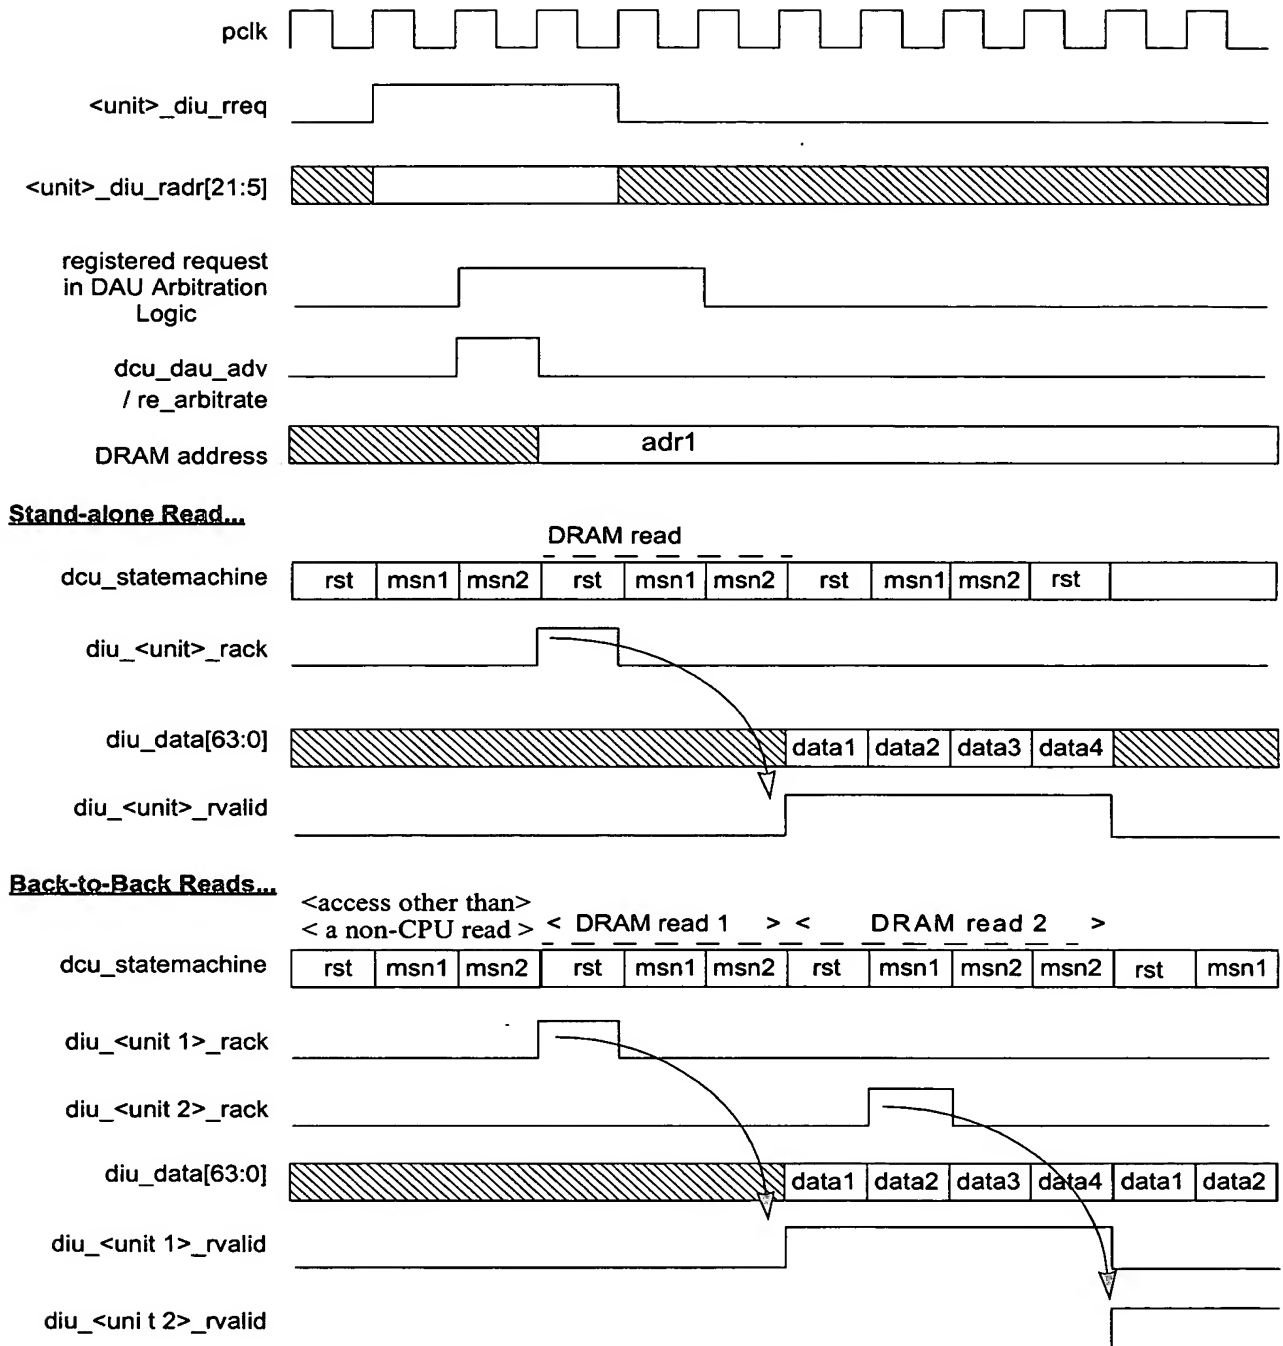 pclk
<unit>_diu_rreq
<unit>_diu_radr[21:5]
registered request
in DAU Arbitration
Logic
dcu_dau_adv
/ re_arbitrate
DRAM address
adr1
Stand-alone Read...
DRAM read
dcu_statemachine
rst msn1 msn2 rst msn1 msn2 rst msn1 msn2 rst
diu_<unit>_rack
diu_data[63:0]
data1 data2 data3 data4
diu_<unit>_rvalid
Back-to-Back Reads...
<access other than>
< a non-CPU read > < DRAM read 1 > < DRAM read 2 >
dcu_statemachine
rst msn1 msn2 rst msn1 msn2 rst msn1 msn2 msn2 rst msn1
diu_<unit 1>_rack
diu_<unit 2>_rack
diu_data[63:0]
data1 data2 data3 data4 data1 data2
diu_<unit 1>_rvalid
diu_<uni t 2>_rvalid